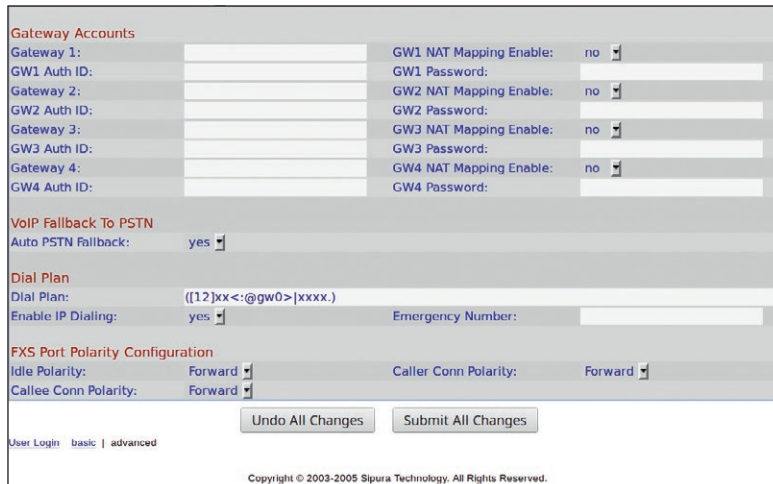 Gateway Accounts
Gateway 1: GW1 NAT Mapping Enable: no
GW1 Auth ID: GW1 Password:
Gateway 2: GW2 NAT Mapping Enable: no
GW2 Auth ID: GW2 Password:
Gateway 3: GW3 NAT Mapping Enable: no
GW3 Auth ID: GW3 Password:
Gateway 4: GW4 NAT Mapping Enable: no
GW4 Auth ID: GW4 Password:
VoIP Fallback To PSTN
Auto PSTN Fallback: yes
Dial Plan
Dial Plan: ([12]xx<:@gw0>|xxxx.)
Enable IP Dialing: yes Emergency Number:
FXS Port Polarity Configuration
Idle Polarity: Forward Caller Conn Polarity: Forward
Callee Conn Polarity: Forward
Undo All Changes Submit All Changes
User Login basic | advanced
Copyright © 2003-2005 Sipura Technology. All Rights Reserved.